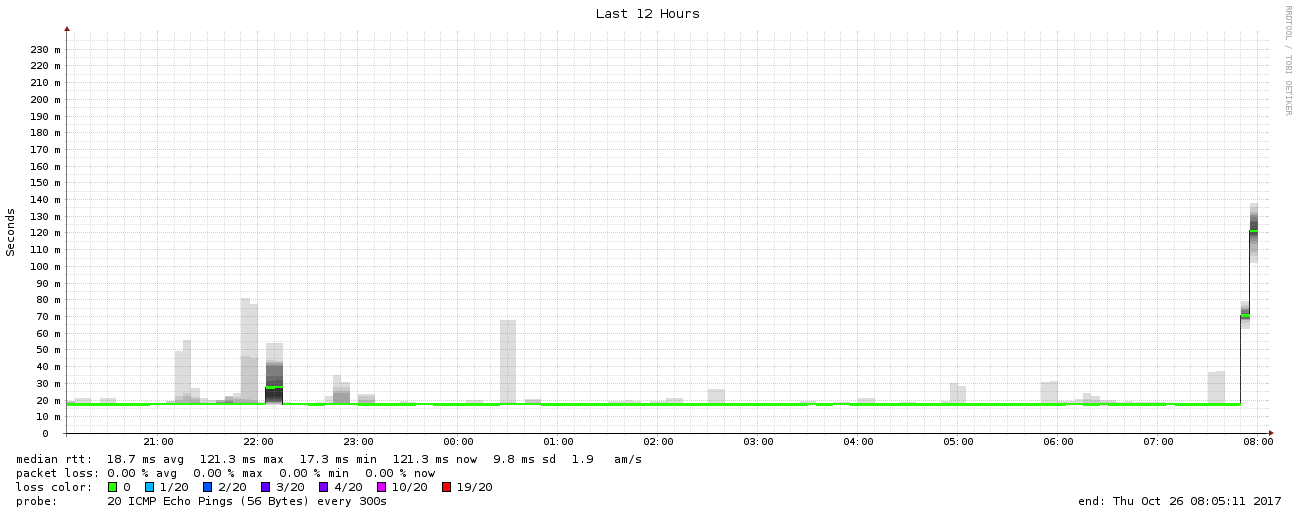 Last 12 Hours
RRDTOOL / TOBI OETIKER
Seconds
230 m
220 m
210 m
200 m
190 m
180 m
170 m
160 m
150 m
140 m
130 m
120 m
110 m
100 m
90 m
80 m
70 m
60 m
50 m
40 m
30 m
20 m
10 m
0
21:00 22:00 23:00 00:00 01:00 02:00 03:00 04:00 05:00 06:00 07:00 08:00
median rtt: 18.7 ms avg 121.3 ms max 17.3 ms min 121.3 ms now 9.8 ms sd 1.9 am/s
packet loss: 0.00 % avg 0.00 % max 0.00 % min 0.00 % now
loss color: 0 1/20 2/20 3/20 4/20 10/20 19/20
probe: 20 ICMP Echo Pings (56 Bytes) every 300s end: Thu Oct 26 08:05:11 2017